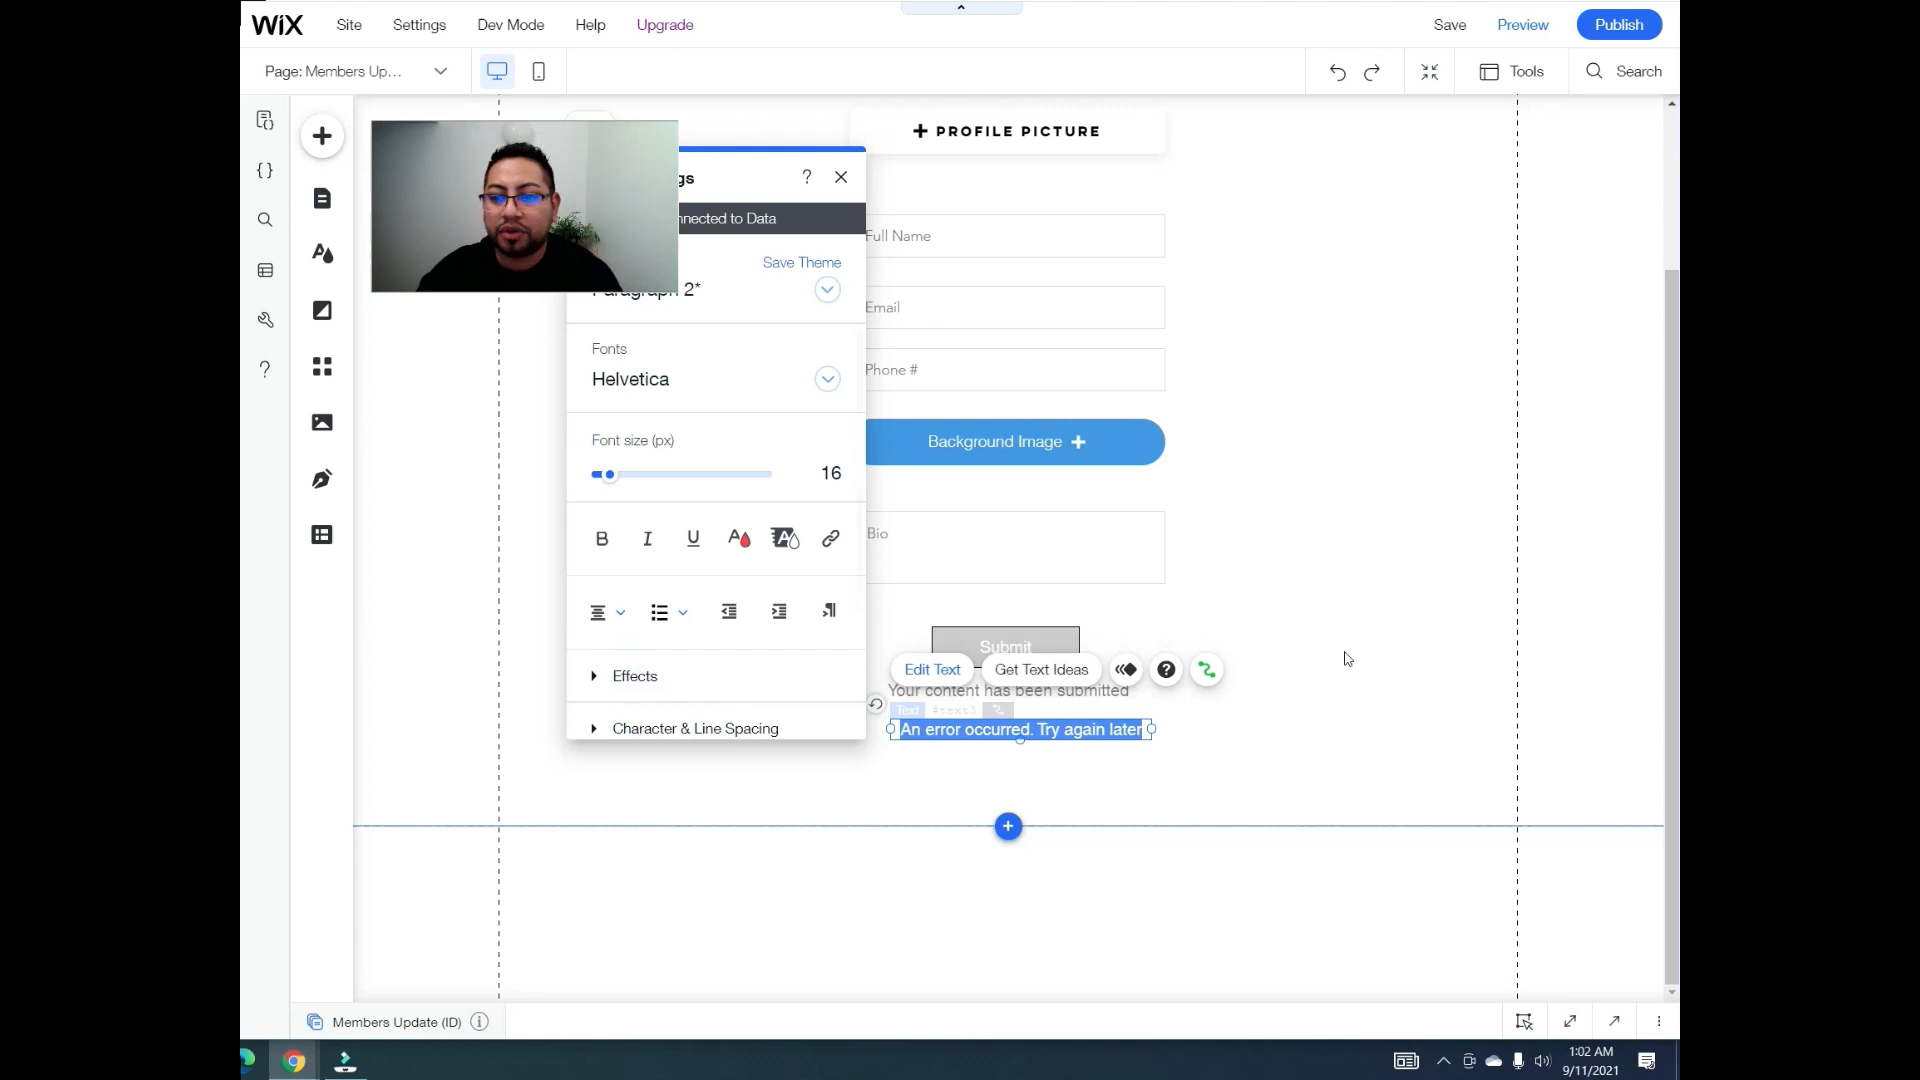 WiX Site Settings Dev Mode Help Upgrade Save Preview Publish
Page: Members Up... Tools Search
+ PROFILE PICTURE
gs ? ×
nnected to Data
Save Theme
Paragraph 2*
Full Name
Email
Fonts
Helvetica
Phone #
Font size (px)
16
Background Image +
B I U
Bio
Submit
Edit Text Get Text Ideas
Effects
Your content has been submitted
Text #text3
Character & Line Spacing
An error occurred. Try again later
Members Update (ID)
1:02 AM
9/11/2021